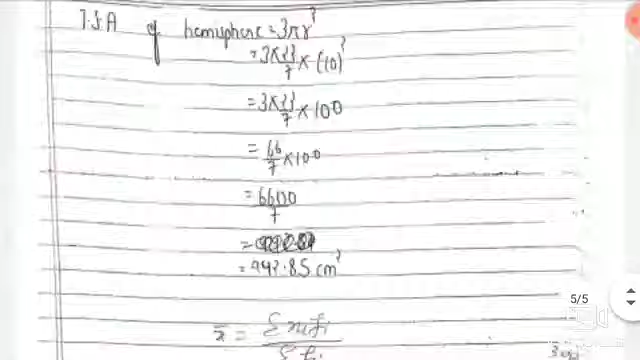 T.S.A of hemisphere = 3πr²
= 3×22/7 × (10)²
= 3×22/7 × 100
= 66/7 × 100
= 6600/7
= 942.85 cm²
x̄ = Σxifi / Σfi
5/5